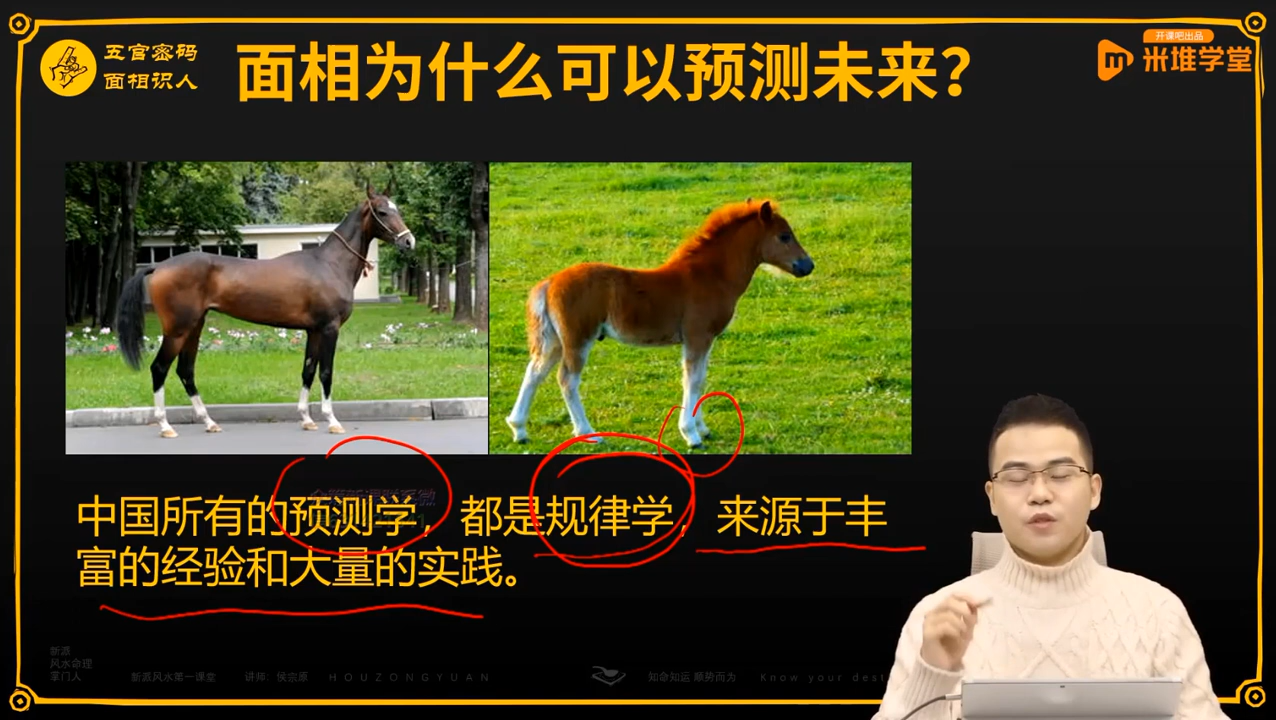 五官密码
面相识人
面相为什么可以预测未来？
开课吧出品
米堆学堂
中国所有的预测学，都是规律学，来源于丰
富的经验和大量的实践。
新派
风水命理
掌门人
新派风水第一课堂
讲师：侯宗原
HOUZONGYUAN
知命知运 顺势而为
Know your dest